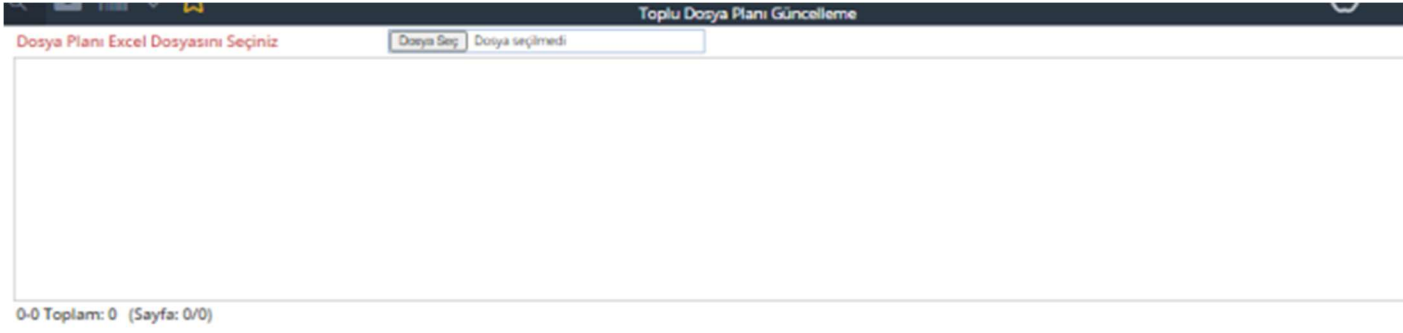 Toplu Dosya Planı Güncelleme
Dosya Planı Excel Dosyasını Seçiniz Dosya Seç Dosya seçilmedi
0-0 Toplam: 0 (Sayfa: 0/0)